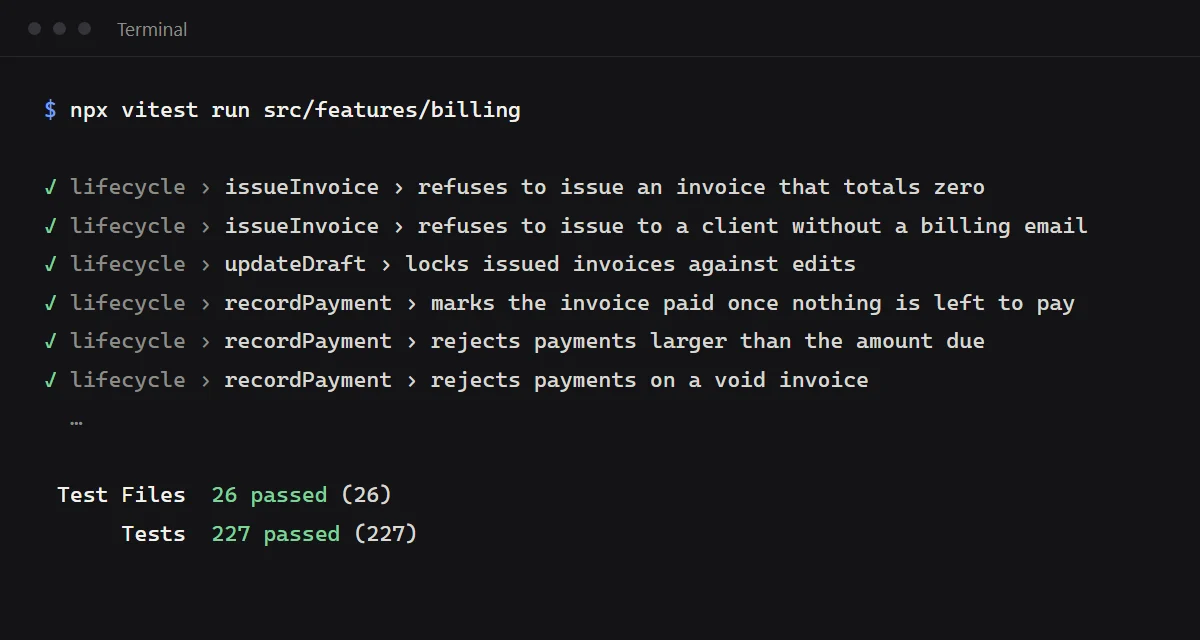 Terminal
$ npx vitest run src/features/billing
✓ lifecycle › issueInvoice › refuses to issue an invoice that totals zero
✓ lifecycle › issueInvoice › refuses to issue to a client without a billing email
✓ lifecycle › updateDraft › locks issued invoices against edits
✓ lifecycle › recordPayment › marks the invoice paid once nothing is left to pay
✓ lifecycle › recordPayment › rejects payments larger than the amount due
✓ lifecycle › recordPayment › rejects payments on a void invoice
…
Test Files 26 passed (26)
Tests 227 passed (227)